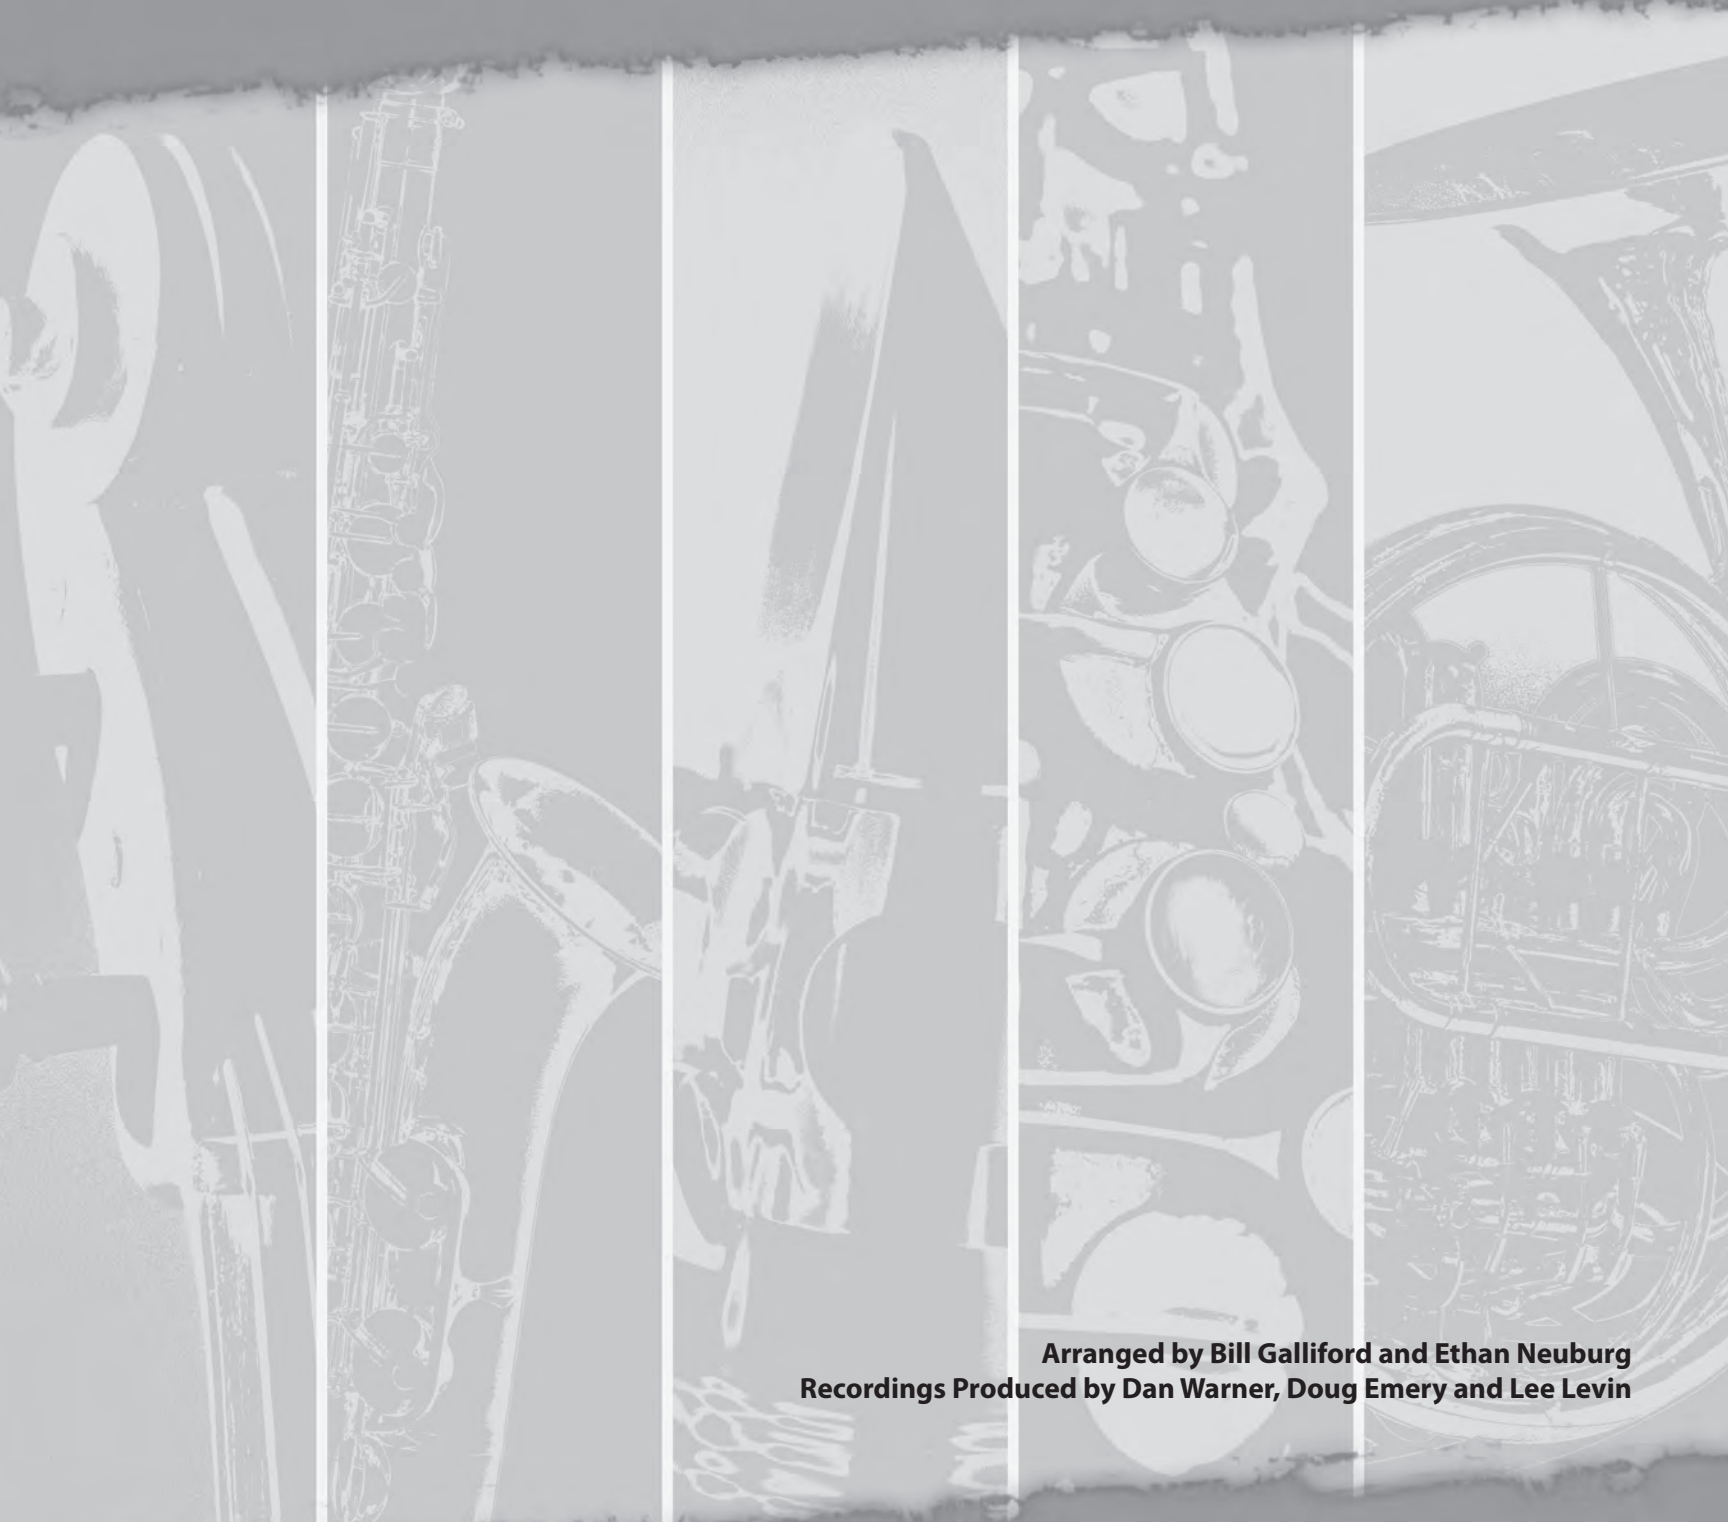 Arranged by Bill Galliford and Ethan Neuburg
Recordings Produced by Dan Warner, Doug Emery and Lee Levin